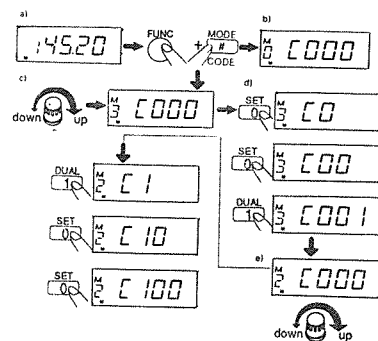 a)
145.20
FUNC
+
MODE
#
CODE
b)
M
0
C000
c)
down
up
M
3
C000
d)
SET
0
M
3
C0
SET
0
M
3
C00
DUAL
1
M
3
C001
DUAL
1
M
2
C1
SET
0
M
2
C10
SET
0
M
2
C100
e)
M
2
C000
down
up